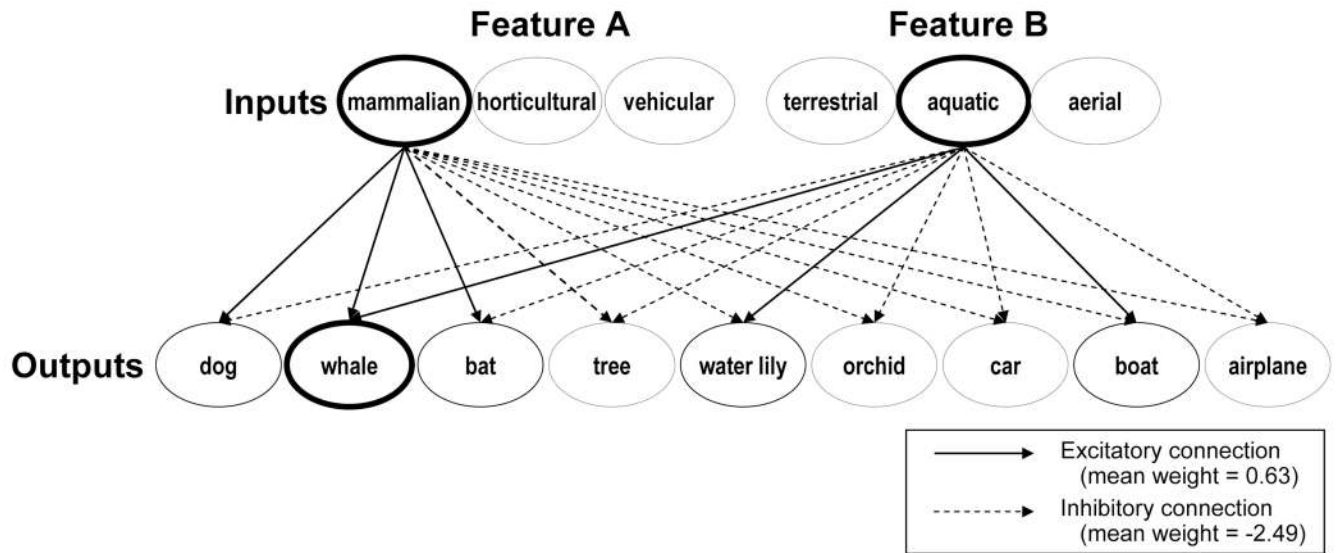 Feature A Feature B
Inputs mammalian horticultural vehicular terrestrial aquatic aerial
Outputs dog whale bat tree water lily orchid car boat airplane
Excitatory connection
(mean weight = 0.63)
Inhibitory connection
(mean weight = -2.49)